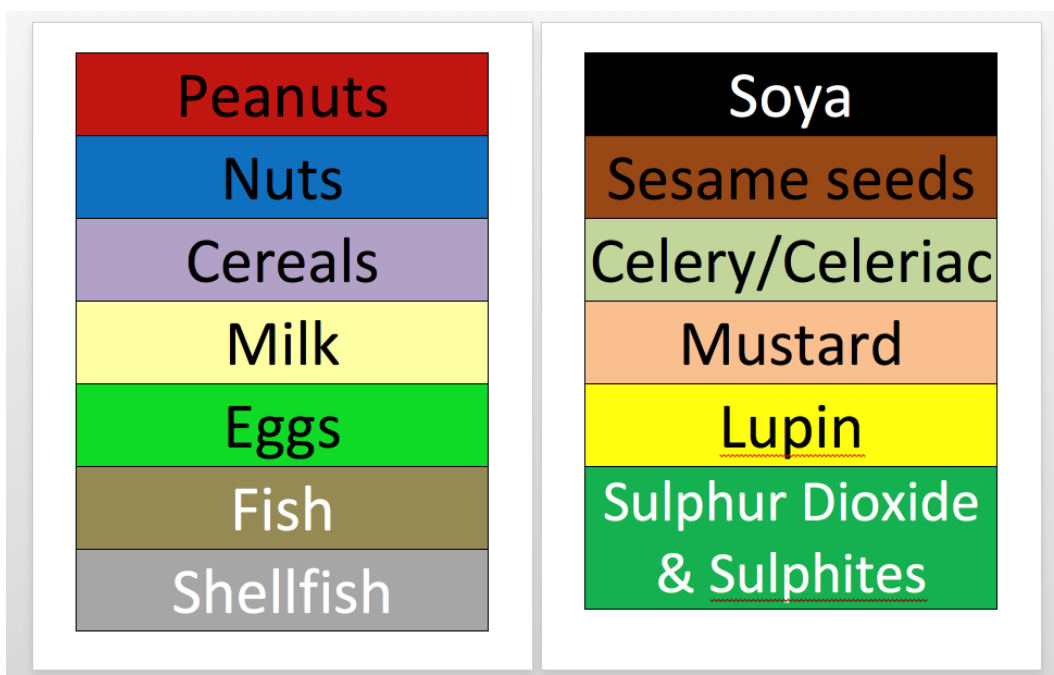 Peanuts
Nuts
Cereals
Milk
Eggs
Fish
Shellfish
Soya
Sesame seeds
Celery/Celeriac
Mustard
Lupin
Sulphur Dioxide
& Sulphites